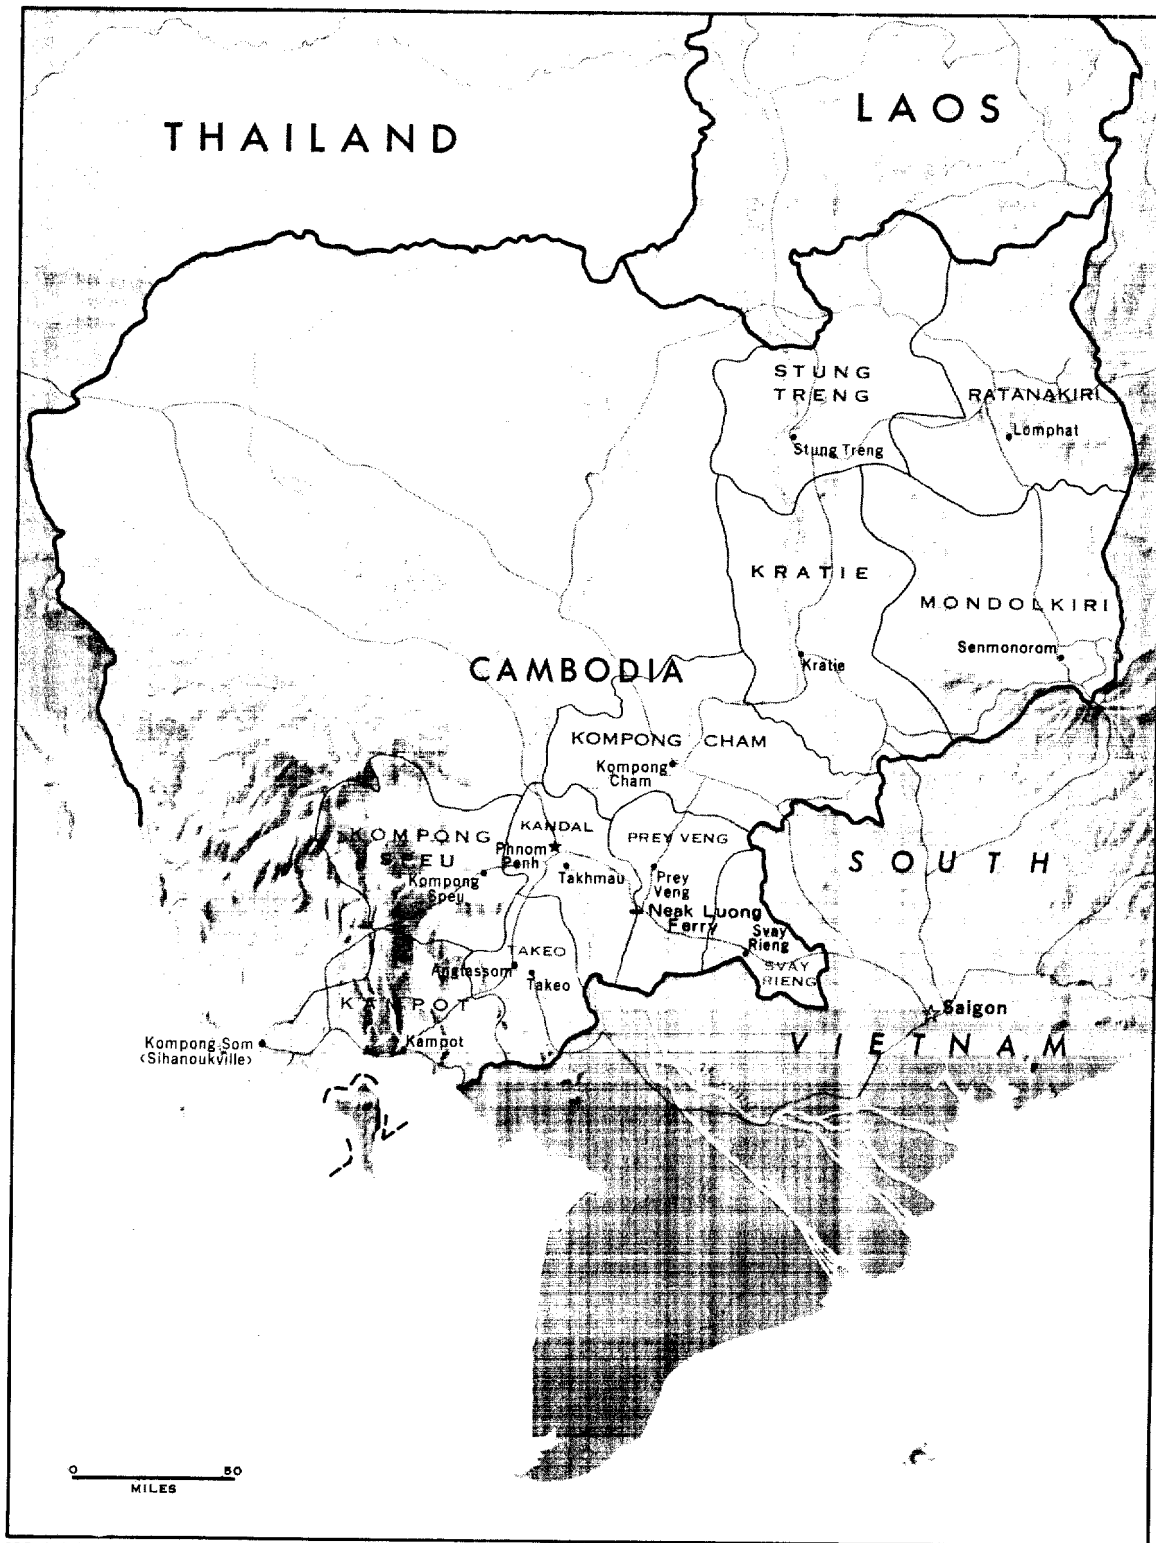 THAILAND
LAOS
STUNG
TRENG
RATANAKIRI
Lomphat
Stung Treng
KRATIE
MONDOLKIRI
Senmonorom
Kratie
CAMBODIA
KOMPONG CHAM
Kompong
Cham
KANDAL
PREY VENG
KOMPONG
SPEU
Phnom
Penh
Kompong
Speu
Takhmau
Prey
Veng
SOUTH
Neak Luong
Ferry
Svay
Rieng
TAKEO
Angtassom
Takeo
SVAY
RIENG
KAMPOT
Kompong Som
(Sihanoukville)
Kampot
Saigon
VIETNAM
0 50
MILES